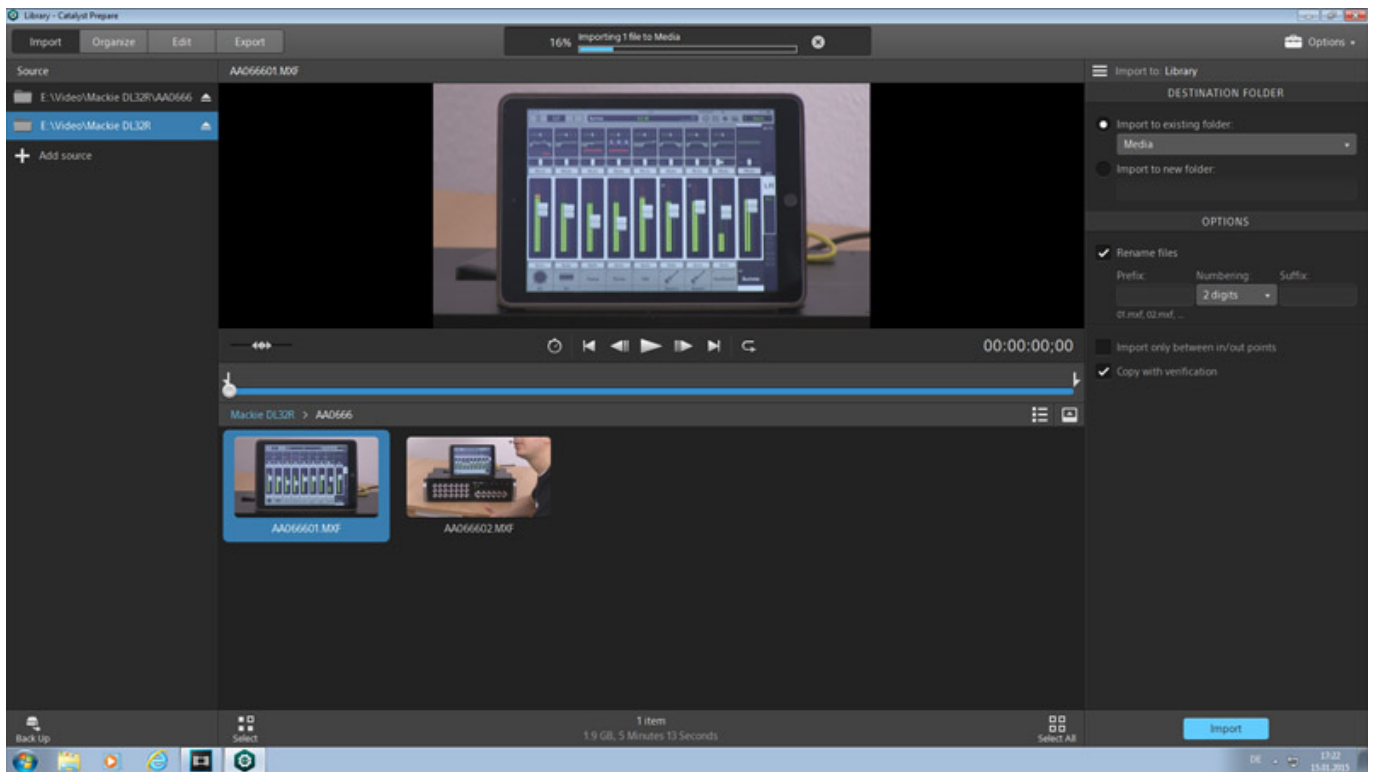 Library - Catalyst Prepare
Import Organize Edit Export
16% Importing 1 file to Media
Options
Source
AA066601.MXF
Import to: Library
E:\Video\Mackie DL32R\AA0666
E:\Video\Mackie DL32R
Add source
DESTINATION FOLDER
Import to existing folder:
Media
Import to new folder:
OPTIONS
Rename files
Prefix: Numbering: Suffix:
2 digits
01.mxf, 02.mxf, ...
00:00:00;00
Import only between in/out points
Copy with verification
Mackie DL32R > AA0666
AA066601.MXF
AA066602.MXF
Back Up
Select
1 item
1.9 GB, 5 Minutes 13 Seconds
Select All
Import
DE
17:22
15.01.2015